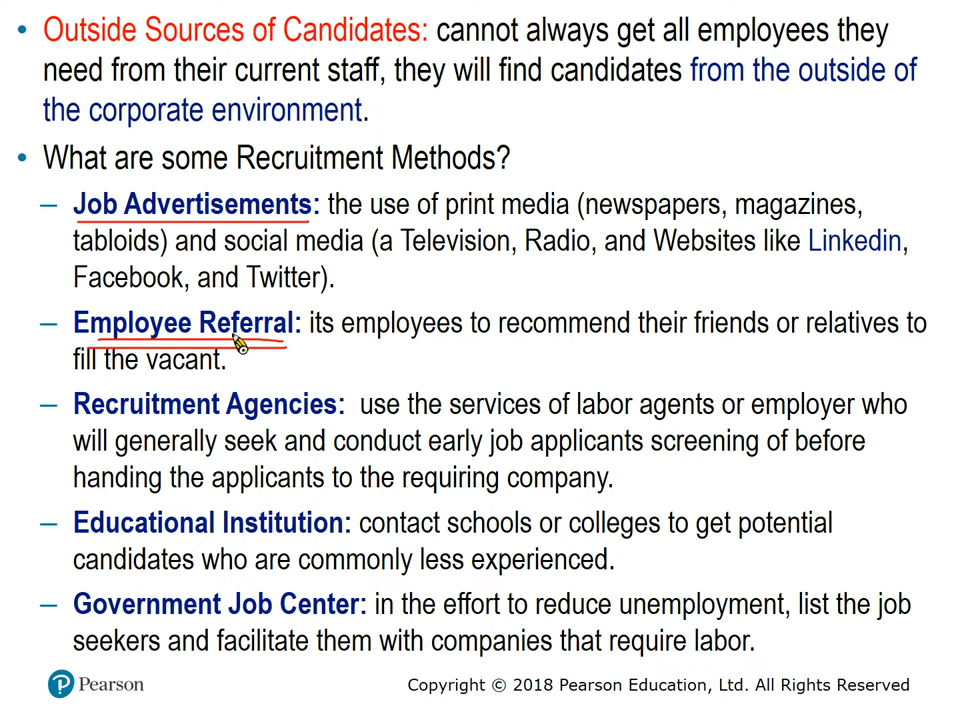 • Outside Sources of Candidates: cannot always get all employees they
need from their current staff, they will find candidates from the outside of
the corporate environment.
• What are some Recruitment Methods?
– Job Advertisements: the use of print media (newspapers, magazines,
tabloids) and social media (a Television, Radio, and Websites like Linkedin,
Facebook, and Twitter).
– Employee Referral: its employees to recommend their friends or relatives to
fill the vacant.
– Recruitment Agencies: use the services of labor agents or employer who
will generally seek and conduct early job applicants screening of before
handing the applicants to the requiring company.
– Educational Institution: contact schools or colleges to get potential
candidates who are commonly less experienced.
– Government Job Center: in the effort to reduce unemployment, list the job
seekers and facilitate them with companies that require labor.
P Pearson
Copyright © 2018 Pearson Education, Ltd. All Rights Reserved